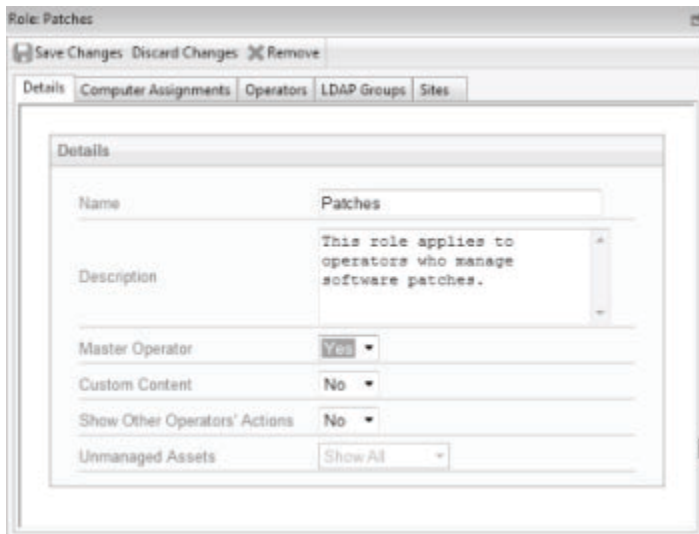 Role: Patches
Save Changes Discard Changes Remove
Details Computer Assignments Operators LDAP Groups Sites
Details
Name Patches
Description This role applies to
operators who manage
software patches.
Master Operator Yes
Custom Content No
Show Other Operators' Actions No
Unmanaged Assets Show All